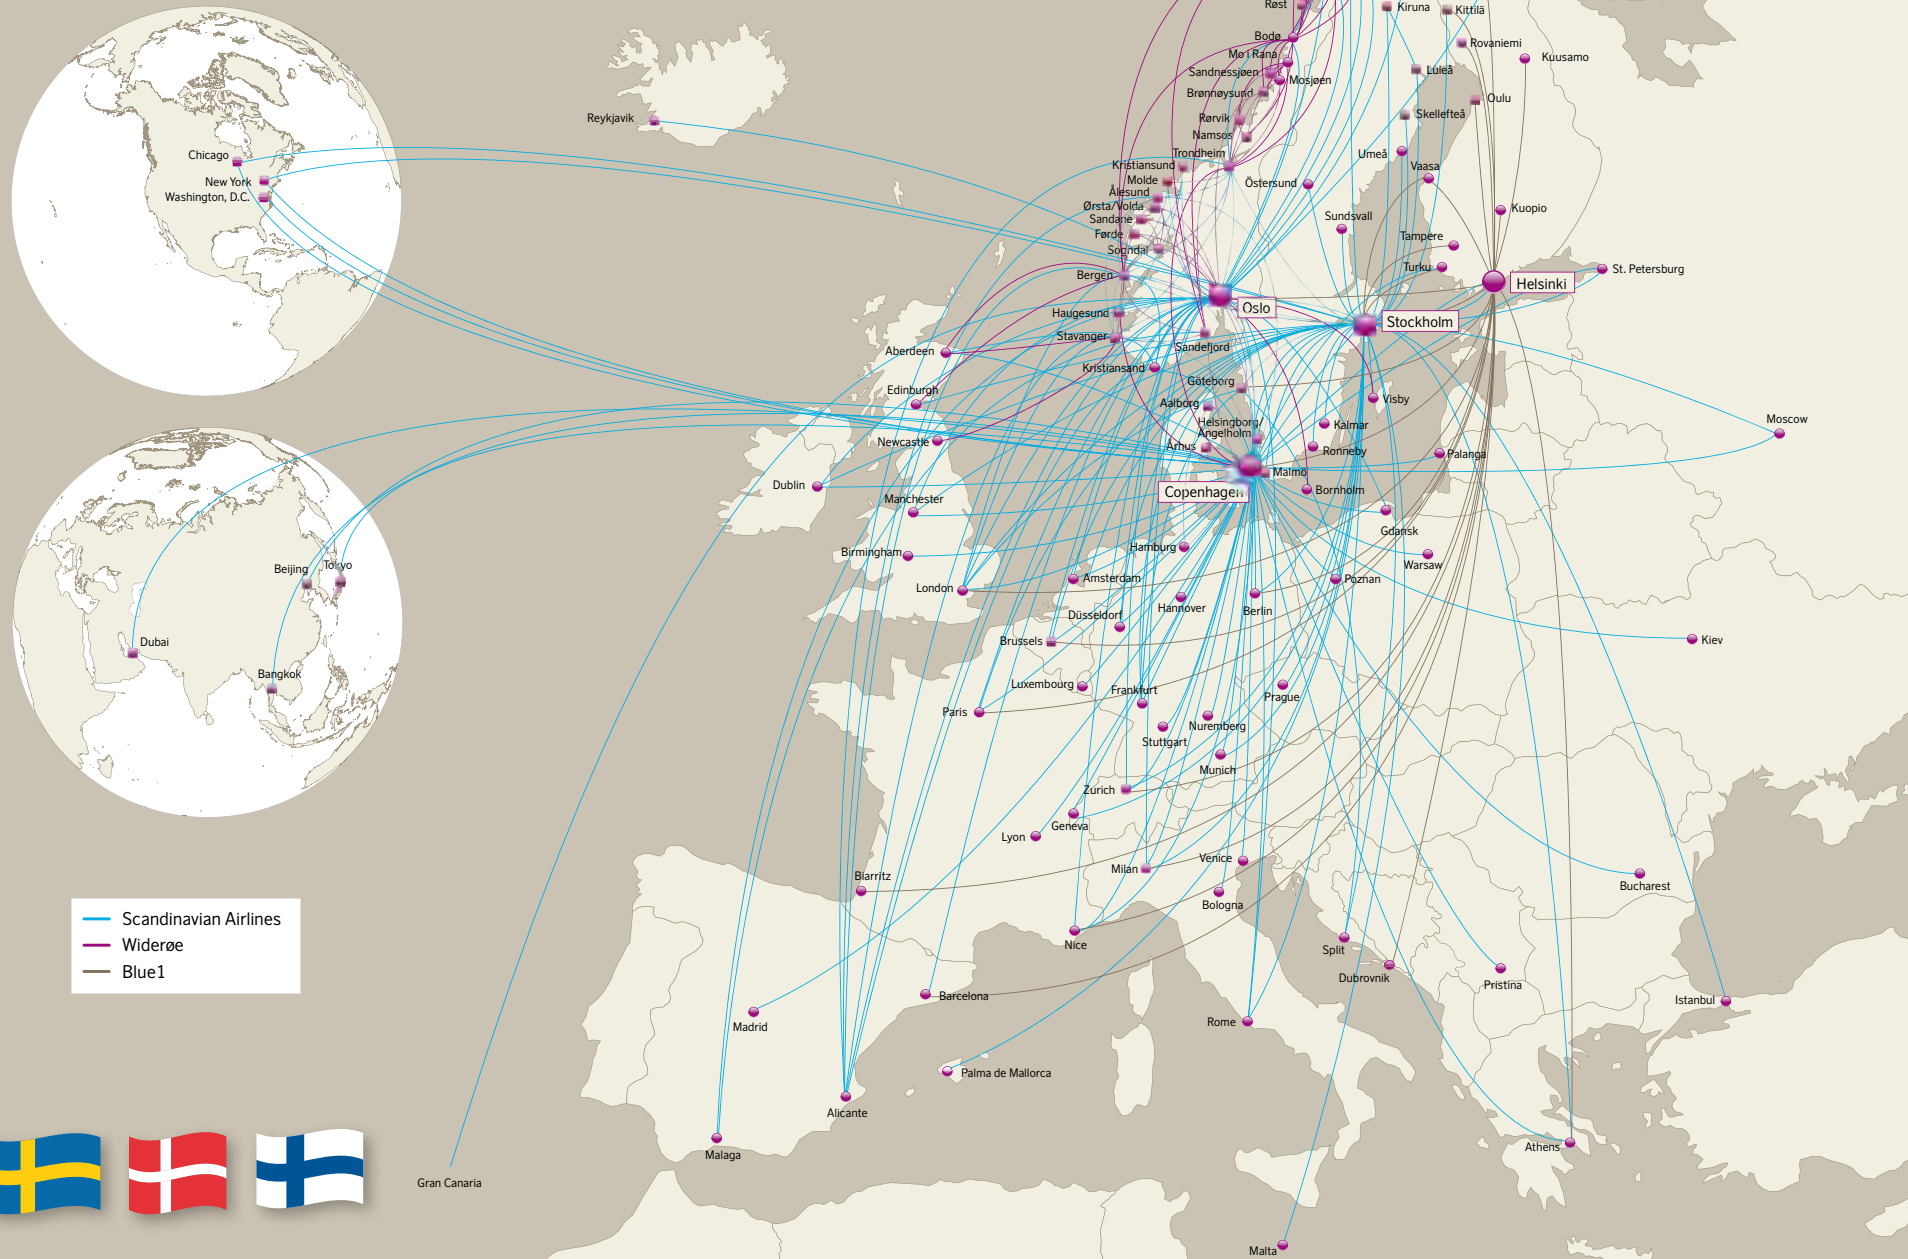 Røst
Kiruna
Kittilä
Bodø
Rovaniemi
Mo i Rana
Kuusamo
Sandnessjøen
Mosjøen
Luleå
Brønnøysund
Oulu
Reykjavik
Rørvik
Skellefteå
Namsos
Chicago
Trondheim
Umeå
Kristiansund
Vaasa
New York
Molde
Östersund
Washington, D.C.
Ålesund
Ørsta/Volda
Kuopio
Sandane
Sundsvall
Førde
Tampere
Sogndal
Turku
St. Petersburg
Bergen
Helsinki
Oslo
Haugesund
Stockholm
Stavanger
Sandefjord
Aberdeen
Kristiansand
Göteborg
Edinburgh
Visby
Aalborg
Moscow
Helsingborg/
Ängelholm
Kalmar
Newcastle
Århus
Ronneby
Palanga
Malmö
Dublin
Copenhagen
Bornholm
Manchester
Gdansk
Birmingham
Hamburg
Warsaw
Beijing
Tokyo
London
Amsterdam
Poznan
Hannover
Berlin
Düsseldorf
Dubai
Brussels
Kiev
Bangkok
Luxembourg
Frankfurt
Prague
Paris
Nuremberg
Stuttgart
Munich
Zurich
Geneva
Lyon
Venice
Milan
Biarritz
Bucharest
Bologna
Scandinavian Airlines
Widerøe
Blue1
Nice
Split
Dubrovnik
Pristina
Barcelona
Istanbul
Madrid
Rome
Palma de Mallorca
Alicante
Athens
Malaga
Gran Canaria
Malta